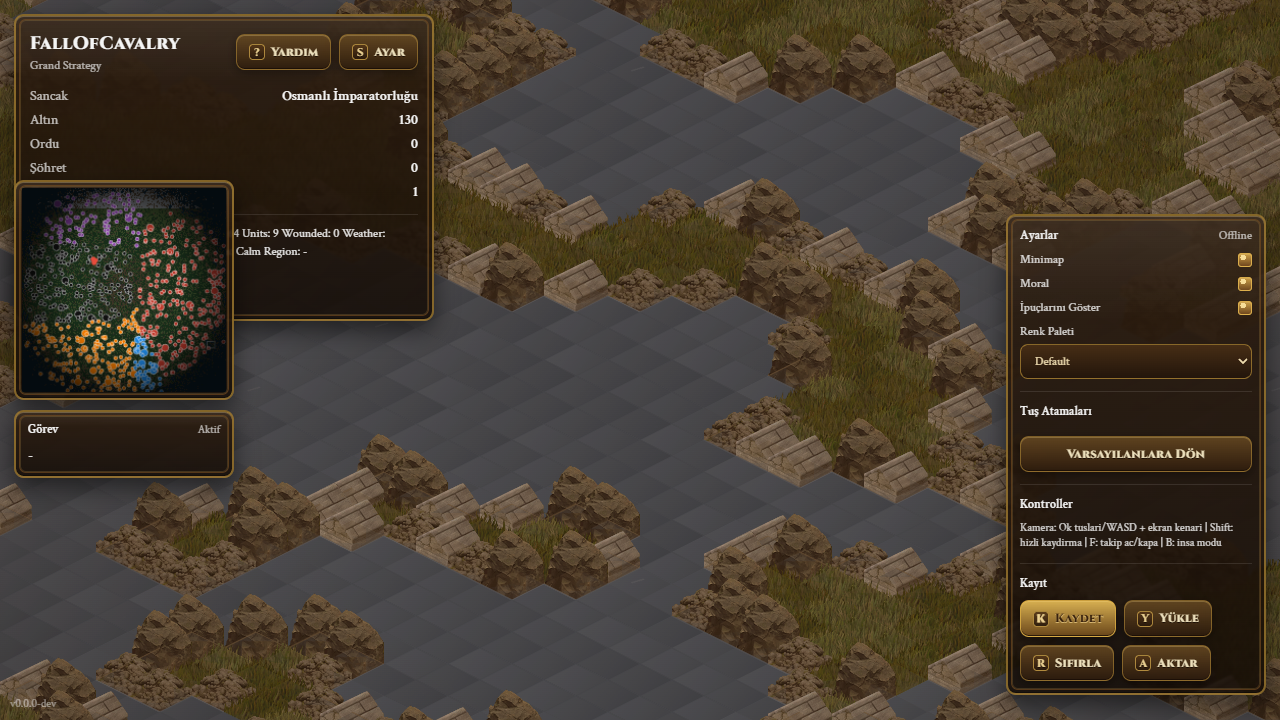 FallOfCavalry
Grand Strategy
? Yardım
S Ayar
Sancak Osmanlı İmparatorluğu
Altın 130
Ordu 0
Şöhret 0
1
4 Units: 9 Wounded: 0 Weather:
Calm Region: -
Görev Aktif
-
Ayarlar Offline
Minimap
Moral
İpuçlarını Göster
Renk Paleti
Default
Tuş Atamaları
Varsayılanlara Dön
Kontroller
Kamera: Ok tuslari/WASD + ekran kenari | Shift:
hizli kaydirma | F: takip ac/kapa | B: insa modu
Kayıt
K Kaydet
Y Yükle
R Sıfırla
A Aktar
v0.0.0-dev